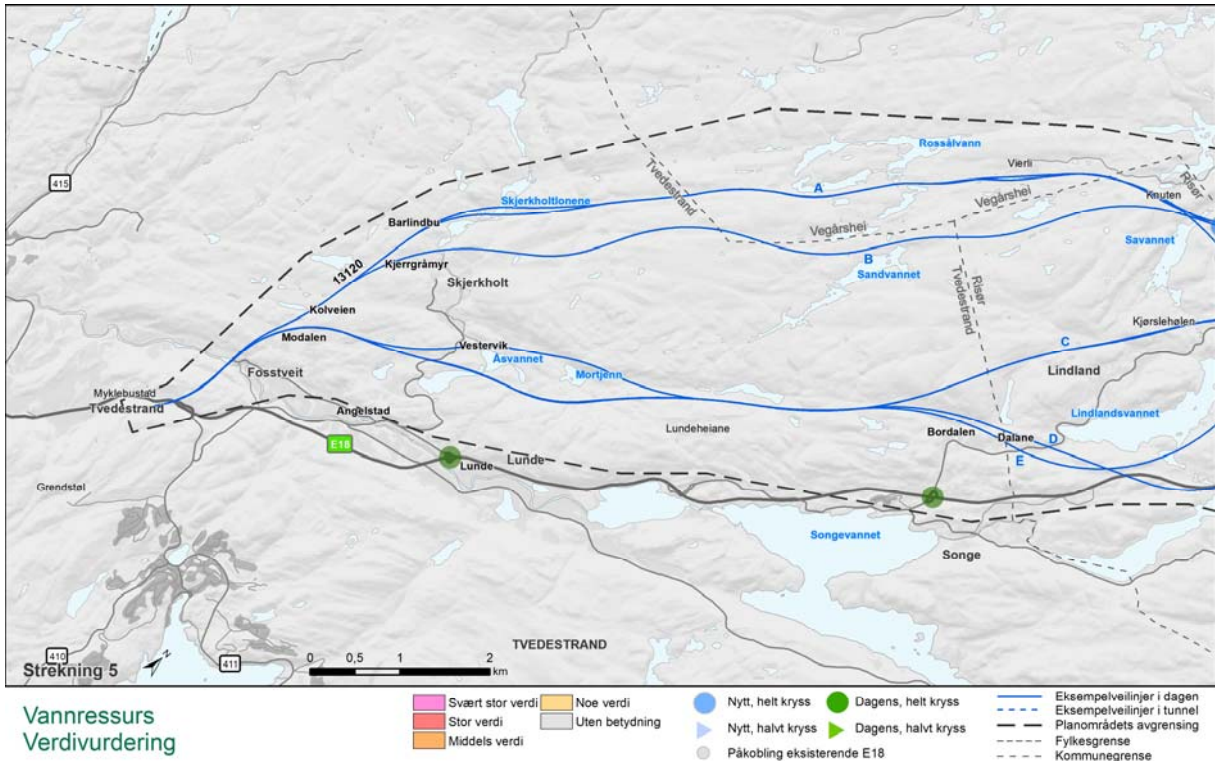 415
Rossålvann
Vierli
Tvedestrand
Risør
Skjerkholtlonene
A
Knuten
Barlindbu
Vegårshei
Vegårshei
Savannet
Kjerrgråmyr
B
Sandvannet
13120
Skjerkholt
Risør
Tvedestrand
Kolveien
Kjørslehølen
Modalen
Vestervik
C
Åsvannet
Fosstveit
Mortjenn
Lindland
Myklebustad
Tvedestrand
Angelstad
Lindlandsvannet
Lundeheiane
Bordalen
Dalane
D
E18
Lunde
Lunde
E
Grendstøl
Songevannet
Songe
TVEDESTRAND
410
Strekning 5
N
411
0 0,5 1 2
km
Vannressurs
Verdivurdering
Svært stor verdi
Stor verdi
Middels verdi
Noe verdi
Uten betydning
Nytt, helt kryss
Nytt, halvt kryss
Påkobling eksisterende E18
Dagens, helt kryss
Dagens, halvt kryss
Eksempelveilinjer i dagen
Eksempelveilinjer i tunnel
Planområdets avgrensing
Fylkesgrense
Kommunegrense